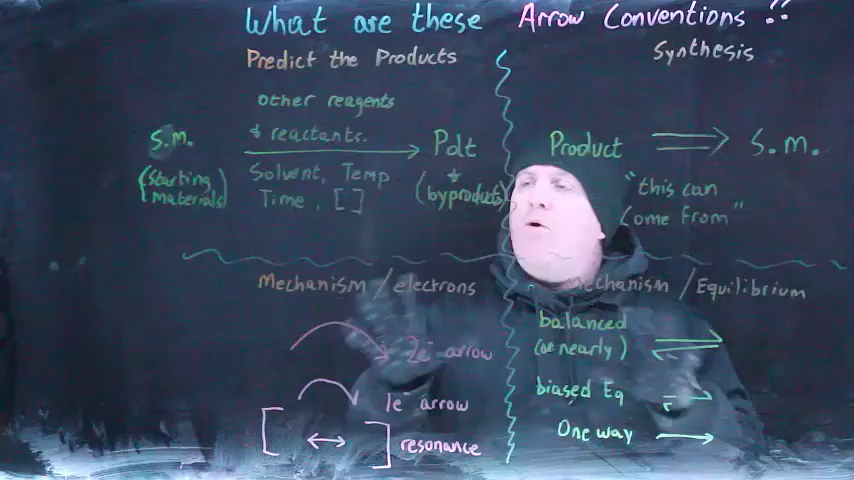 What are these Arrow Conventions ??
Predict the Products
other reagents
& reactants.
S.M.
(Starting
materials)
Pdt
Solvent, Temp
Time, [ ]
+
(byproducts)
Synthesis
Product
S.M.
"this can
come from"
Mechanism / electrons
2e⁻ arrow
1e⁻ arrow
resonance
Mechanism / Equilibrium
balanced
(or nearly)
biased Eq
One way